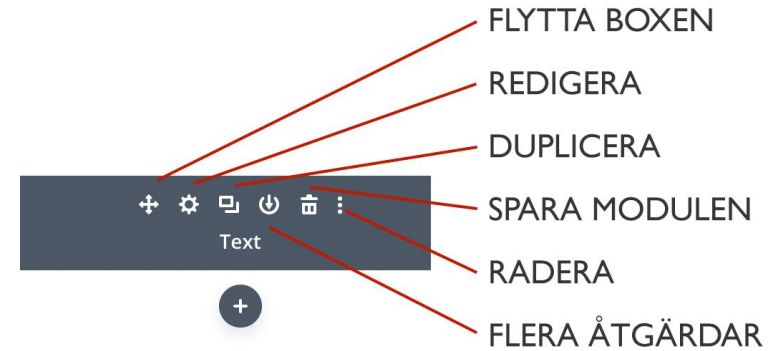 FLYTTA BOXEN
REDIGERA
DUPLICERA
SPARA MODULEN
Text
RADERA
FLERA ÅTGÄRDAR